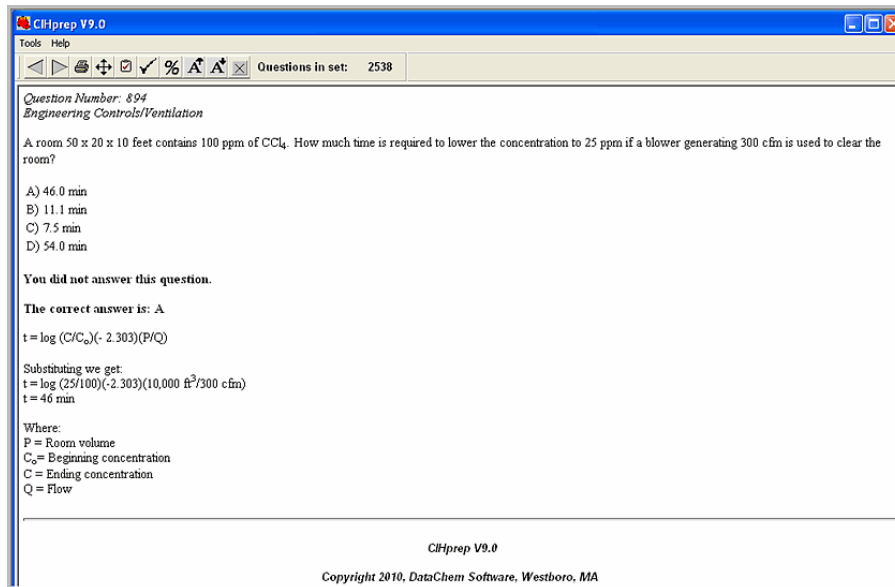 CIHprep V9.0
Tools Help
% A A Questions in set: 2538
Question Number: 894
Engineering Controls/Ventilation
A room 50 x 20 x 10 feet contains 100 ppm of CCl₄. How much time is required to lower the concentration to 25 ppm if a blower generating 300 cfm is used to clear the
room?
A) 46.0 min
B) 11.1 min
C) 7.5 min
D) 54.0 min
You did not answer this question.
The correct answer is: A
t = log (C/Cₒ)(- 2.303)(P/Q)
Substituting we get:
t = log (25/100)(-2.303)(10,000 ft³/300 cfm)
t = 46 min
Where:
P = Room volume
Cₒ= Beginning concentration
C = Ending concentration
Q = Flow
CIHprep V9.0
Copyright 2010, DataChem Software, Westboro, MA